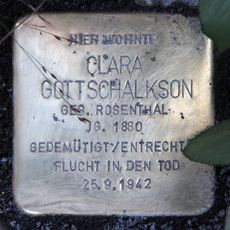 HIER WOHNTE
CLARA
GOTTSCHALKSON
GEB. ROSENTHAL
JG. 1880
GEDEMÜTIGT/ENTRECHTET
FLUCHT IN DEN TOD
25.9.1942